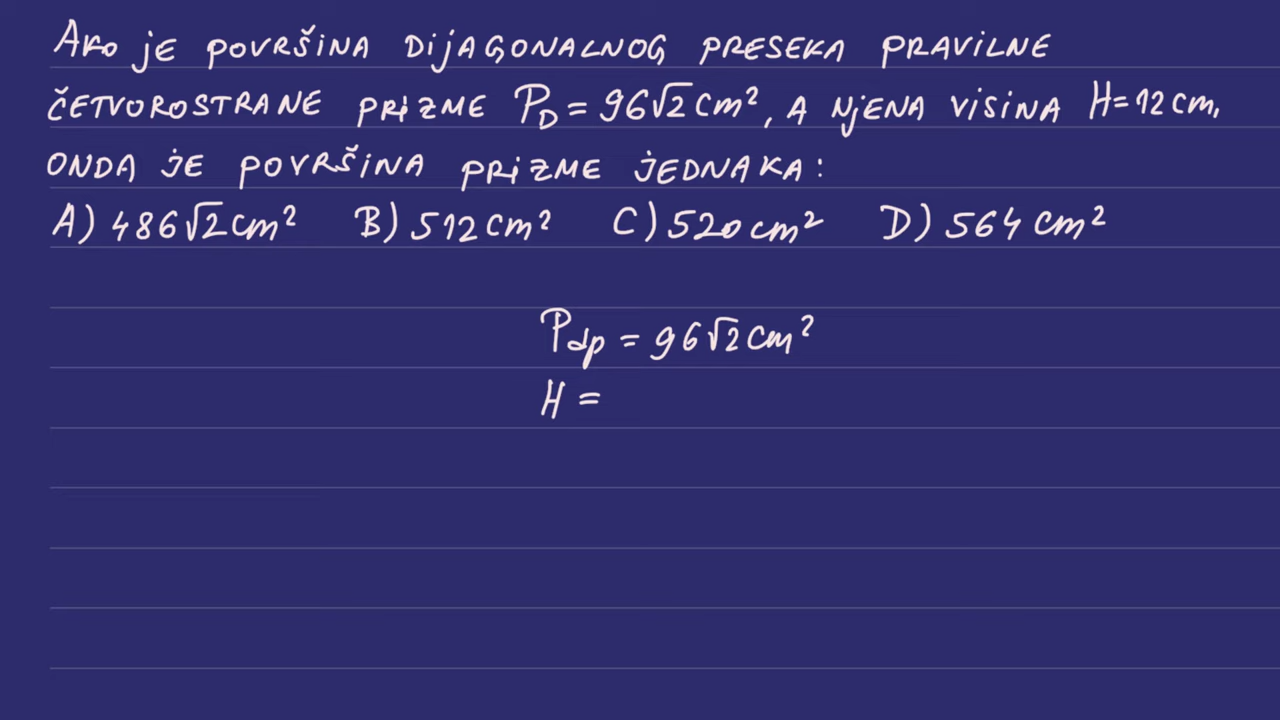 Ako je površina dijagonalnog preseka pravilne
četvorostrane prizme P_D = 96√2 cm², a njena visina H=12 cm,
onda je površina prizme jednaka:
A) 486√2 cm² B) 512 cm² C) 520 cm² D) 564 cm²
P_dp = 96√2 cm²
H =